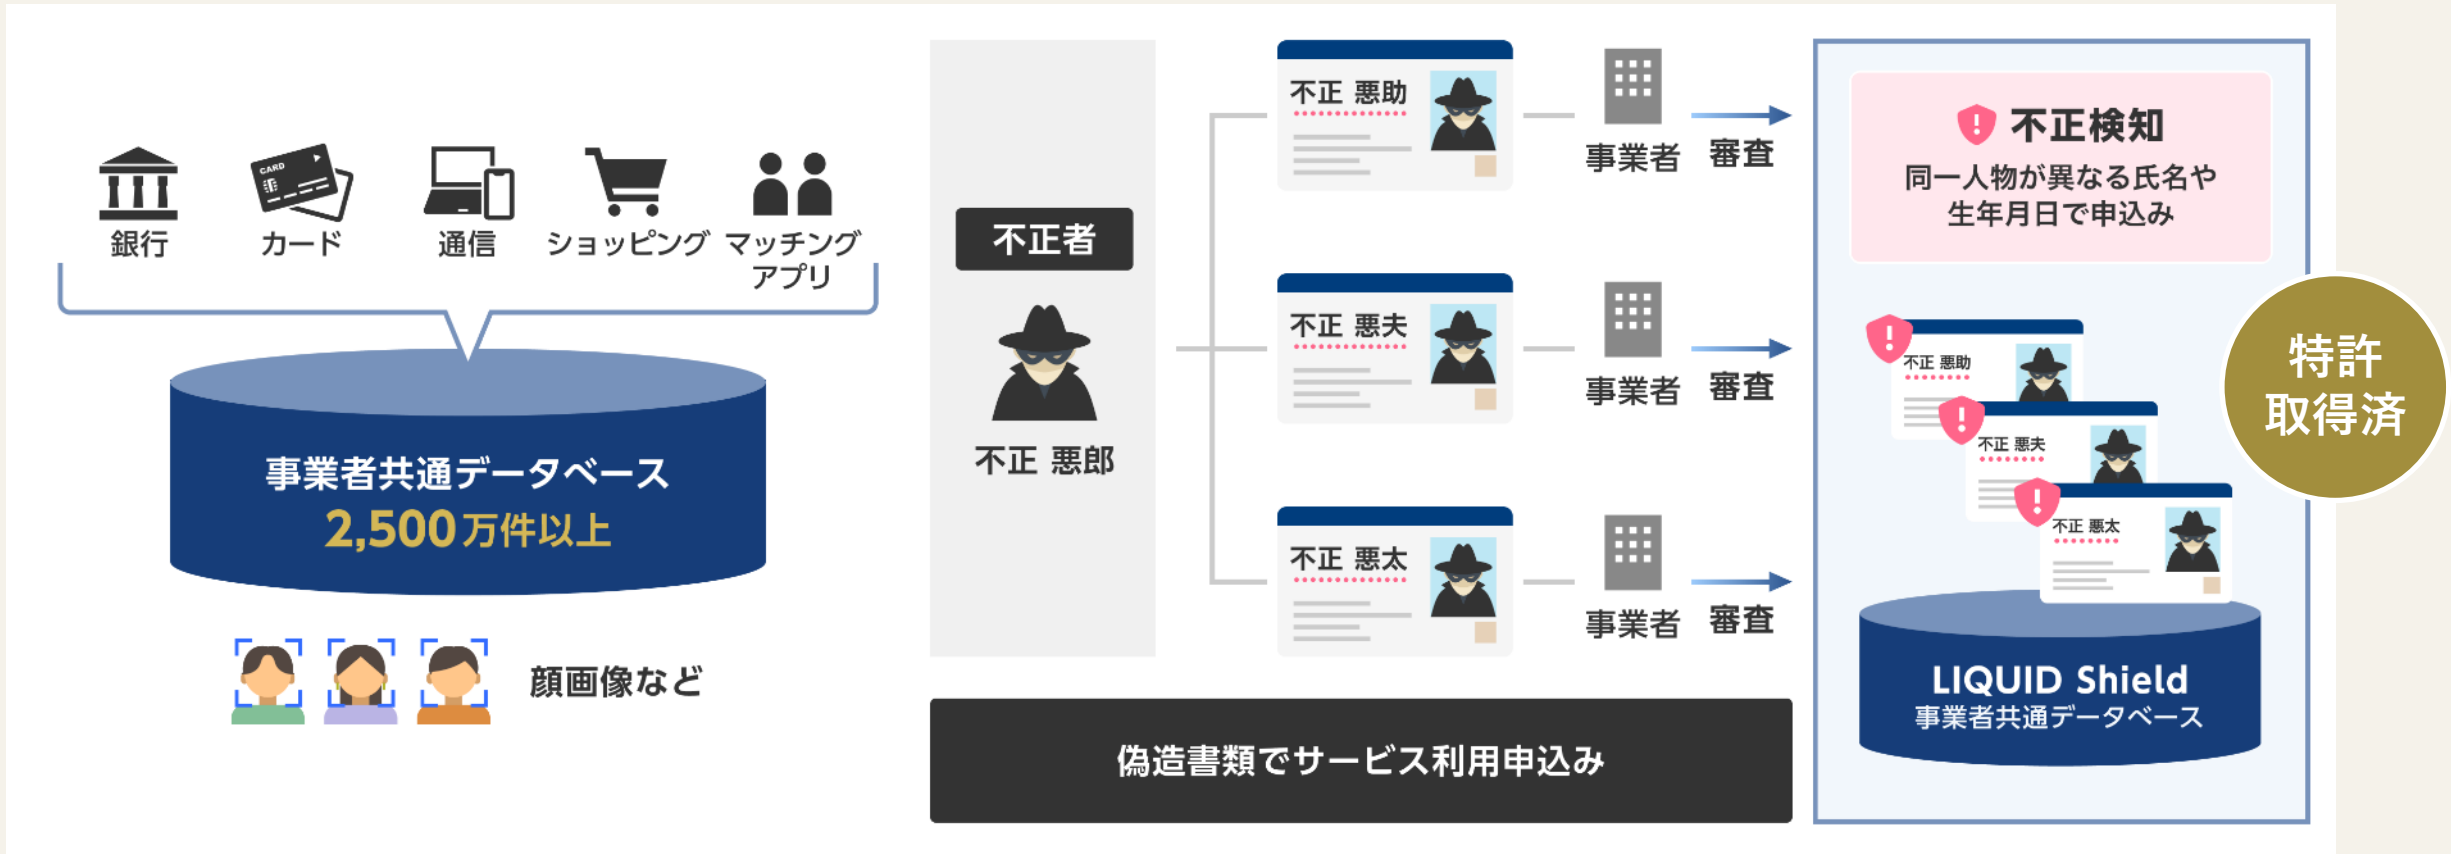 CARD
銀行
カード
通信
ショッピング
マッチング
アプリ
事業者共通データベース
2,500万件以上
顔画像など
不正者
不正 悪郎
不正 悪助
事業者
審査
不正 悪夫
事業者
審査
不正 悪太
事業者
審査
偽造書類でサービス利用申込み
不正検知
同一人物が異なる氏名や
生年月日で申込み
不正 悪助
不正 悪夫
不正 悪太
LIQUID Shield
事業者共通データベース
特許
取得済